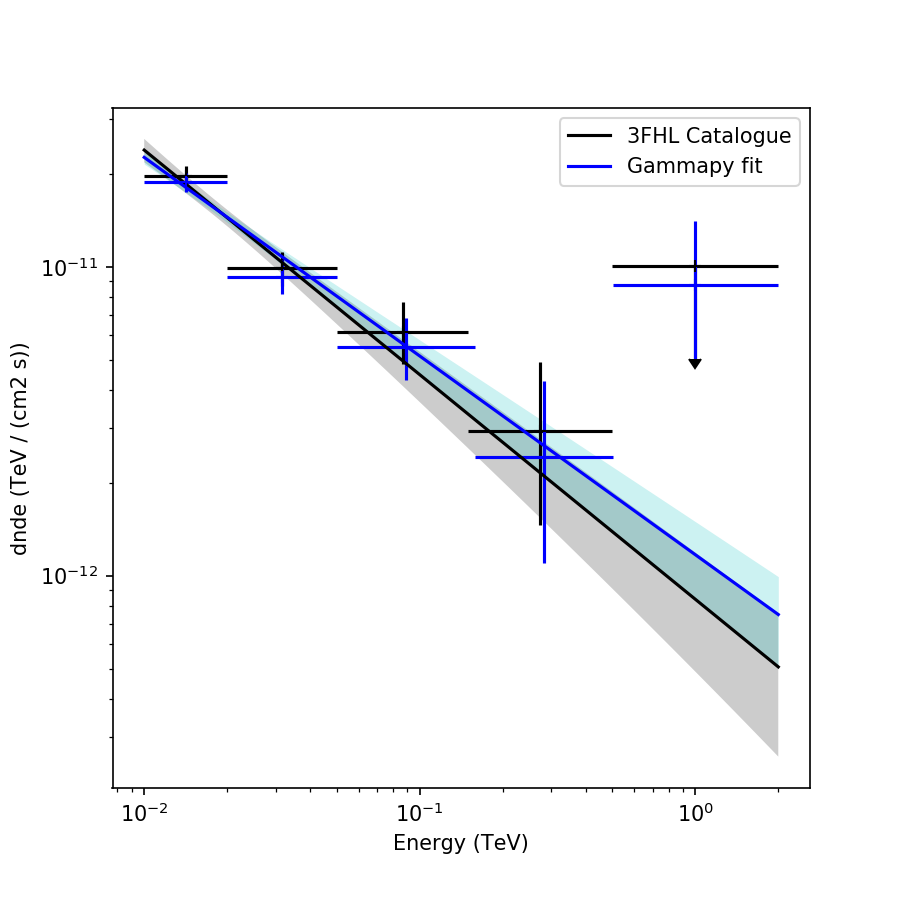 3FHL Catalogue
Gammapy fit
10⁻¹¹
10⁻¹²
dnde (TeV / (cm2 s))
10⁻² 10⁻¹ 10⁰
Energy (TeV)